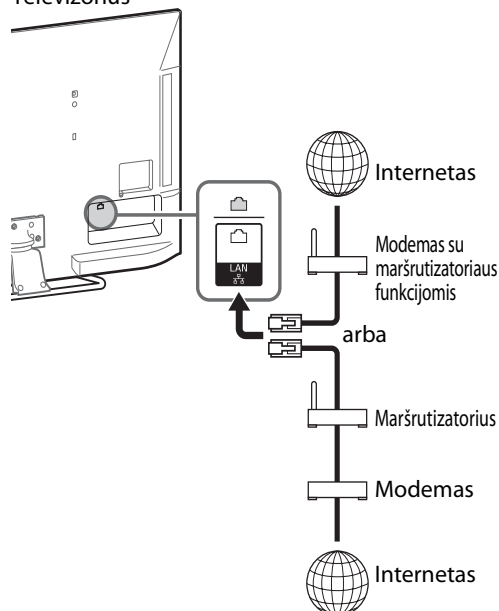 Televizorius
Internetas
Modemas su
maršrutizatoriaus
funkcijomis
LAN
arba
Maršrutizatorius
Modemas
Internetas